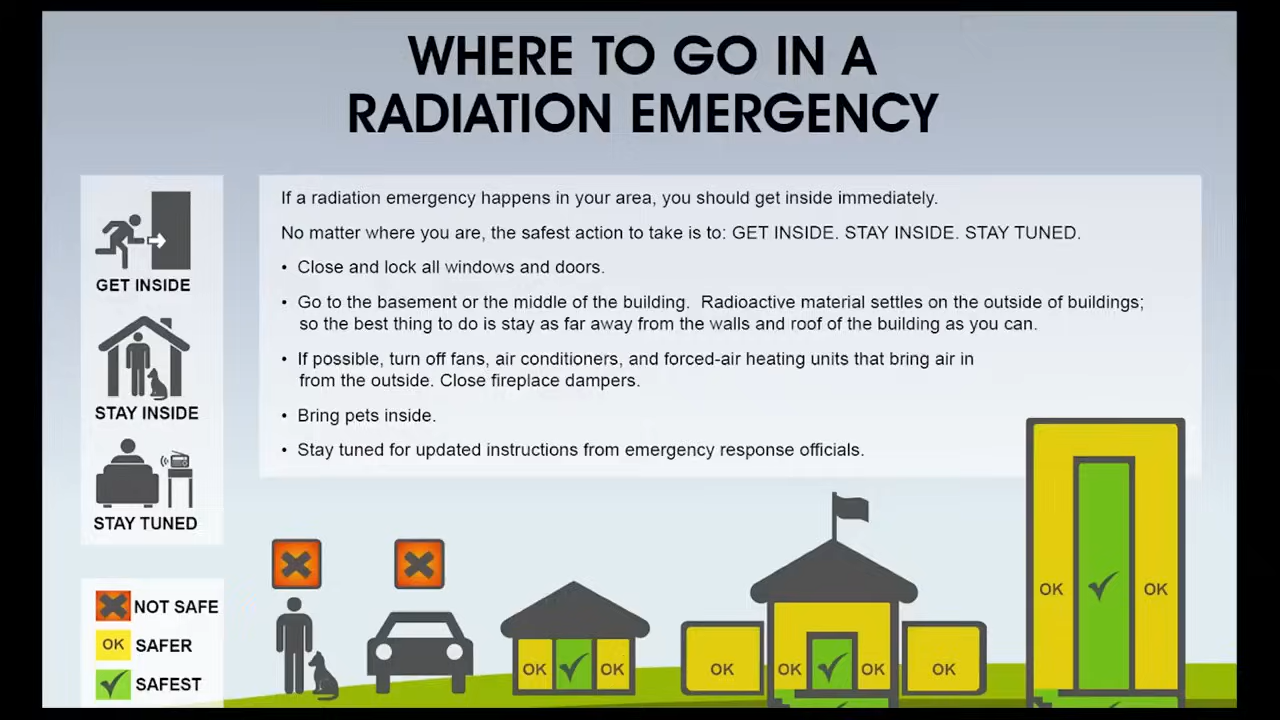 WHERE TO GO IN A
RADIATION EMERGENCY
GET INSIDE
STAY INSIDE
STAY TUNED
If a radiation emergency happens in your area, you should get inside immediately.
No matter where you are, the safest action to take is to: GET INSIDE. STAY INSIDE. STAY TUNED.
• Close and lock all windows and doors.
• Go to the basement or the middle of the building. Radioactive material settles on the outside of buildings;
so the best thing to do is stay as far away from the walls and roof of the building as you can.
• If possible, turn off fans, air conditioners, and forced-air heating units that bring air in
from the outside. Close fireplace dampers.
• Bring pets inside.
• Stay tuned for updated instructions from emergency response officials.
NOT SAFE
OK SAFER
SAFEST
OK OK
OK OK OK OK
OK OK